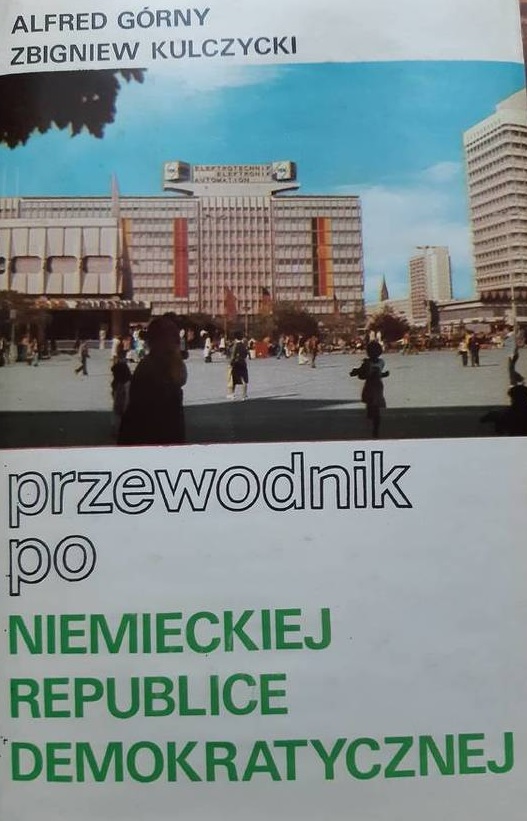 ALFRED GÓRNY
ZBIGNIEW KULCZYCKI
ELEKTROTECHNIK
ELEKTRONIK
AUTOMATION
przewodnik
po
NIEMIECKIEJ
REPUBLICE
DEMOKRATYCZNEJ